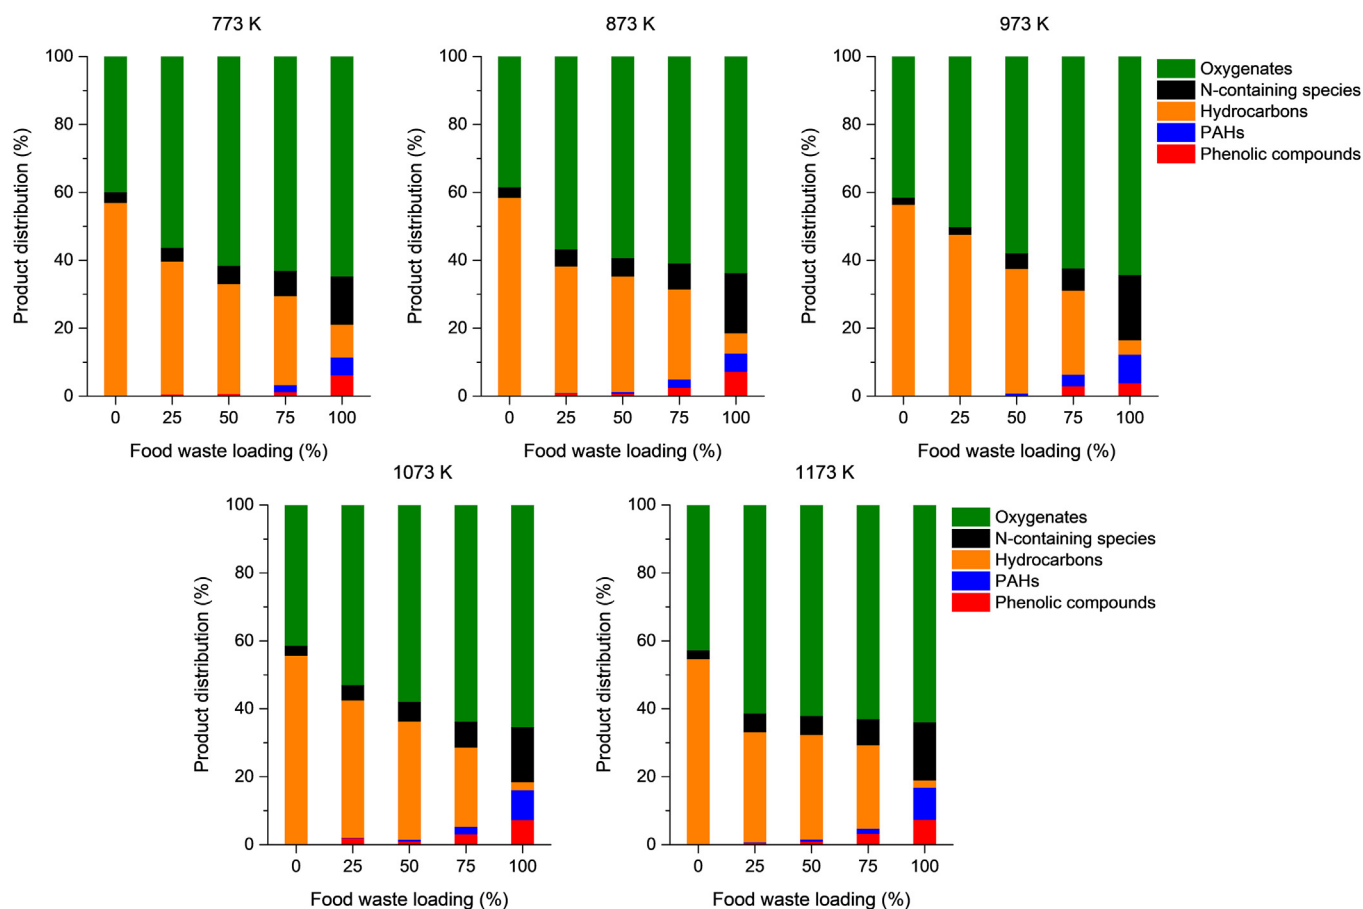 773 K
873 K
973 K
Product distribution (%)
100
80
60
40
20
0
0 25 50 75 100
Food waste loading (%)
Product distribution (%)
100
80
60
40
20
0
0 25 50 75 100
Food waste loading (%)
Product distribution (%)
100
80
60
40
20
0
0 25 50 75 100
Food waste loading (%)
Oxygenates
N-containing species
Hydrocarbons
PAHs
Phenolic compounds
1073 K
1173 K
Product distribution (%)
100
80
60
40
20
0
0 25 50 75 100
Food waste loading (%)
Product distribution (%)
100
80
60
40
20
0
0 25 50 75 100
Food waste loading (%)
Oxygenates
N-containing species
Hydrocarbons
PAHs
Phenolic compounds